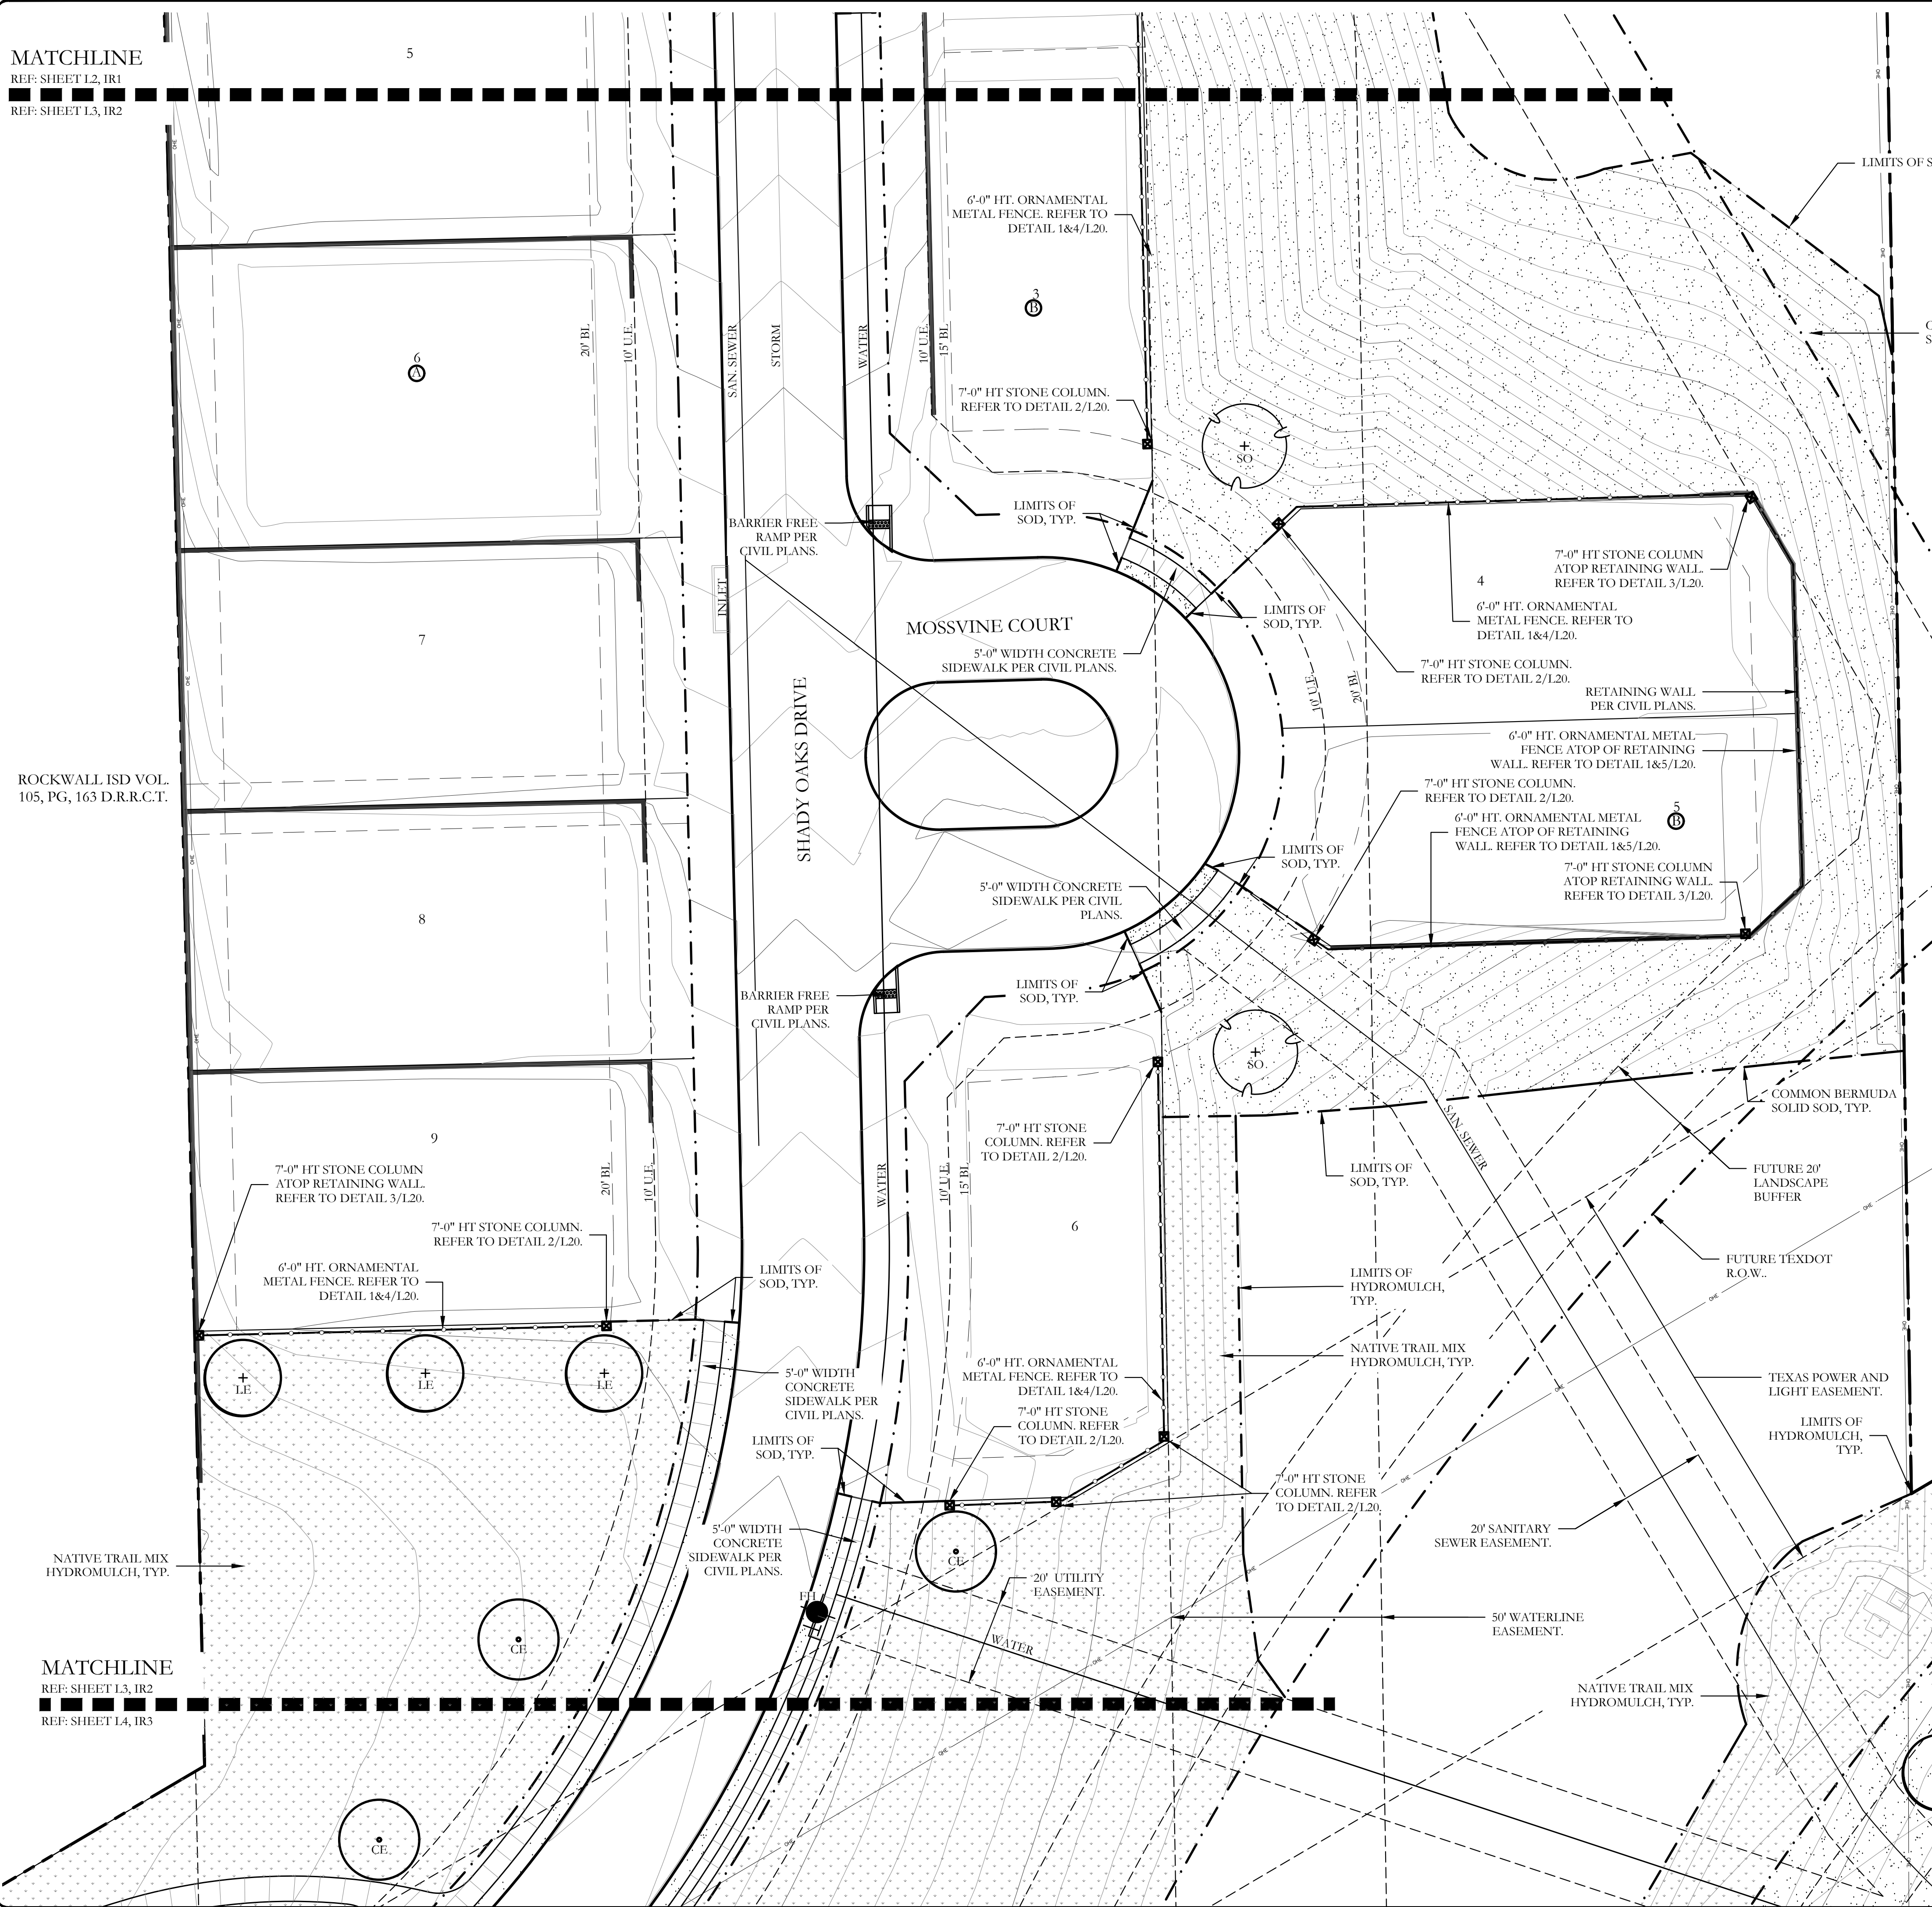 MATCHLINE
REF: SHEET L2, IR1
REF: SHEET L3, IR2
5
LIMITS OF S
6'-0" HT. ORNAMENTAL
METAL FENCE. REFER TO
DETAIL 1&4/L20.
3
B
6
A
20' BL
10' U.E.
SAN. SEWER
STORM
WATER
10' U.E.
15' BL
7'-0" HT STONE COLUMN.
REFER TO DETAIL 2/L20.
SO
LIMITS OF
SOD, TYP.
BARRIER FREE
RAMP PER
CIVIL PLANS.
7'-0" HT STONE COLUMN
ATOP RETAINING WALL.
REFER TO DETAIL 3/L20.
4
6'-0" HT. ORNAMENTAL
METAL FENCE. REFER TO
DETAIL 1&4/L20.
INLET
7
MOSSVINE COURT
LIMITS OF
SOD, TYP.
5'-0" WIDTH CONCRETE
SIDEWALK PER CIVIL PLANS.
7'-0" HT STONE COLUMN.
REFER TO DETAIL 2/L20.
10' U.E.
20' BL
RETAINING WALL
PER CIVIL PLANS.
SHADY OAKS DRIVE
6'-0" HT. ORNAMENTAL METAL
FENCE ATOP OF RETAINING
WALL. REFER TO DETAIL 1&5/L20.
ROCKWALL ISD VOL.
105, PG, 163 D.R.R.C.T.
7'-0" HT STONE COLUMN.
REFER TO DETAIL 2/L20.
5
B
6'-0" HT. ORNAMENTAL METAL
FENCE ATOP OF RETAINING
WALL. REFER TO DETAIL 1&5/L20.
LIMITS OF
SOD, TYP.
7'-0" HT STONE COLUMN
ATOP RETAINING WALL.
REFER TO DETAIL 3/L20.
8
5'-0" WIDTH CONCRETE
SIDEWALK PER CIVIL
PLANS.
LIMITS OF
SOD, TYP.
BARRIER FREE
RAMP PER
CIVIL PLANS.
SO
COMMON BERMUDA
SOLID SOD, TYP.
9
7'-0" HT STONE
COLUMN. REFER
TO DETAIL 2/L20.
SAN. SEWER
7'-0" HT STONE COLUMN
ATOP RETAINING WALL.
REFER TO DETAIL 3/L20.
20' BL
10' U.E.
WATER
10' U.E.
15' BL
LIMITS OF
SOD, TYP.
FUTURE 20'
LANDSCAPE
BUFFER
7'-0" HT STONE COLUMN.
REFER TO DETAIL 2/L20.
6
FUTURE TEXDOT
R.O.W..
6'-0" HT. ORNAMENTAL
METAL FENCE. REFER TO
DETAIL 1&4/L20.
LIMITS OF
SOD, TYP.
LIMITS OF
HYDROMULCH,
TYP.
LE
LE
LE
NATIVE TRAIL MIX
HYDROMULCH, TYP.
5'-0" WIDTH
CONCRETE
SIDEWALK PER
CIVIL PLANS.
6'-0" HT. ORNAMENTAL
METAL FENCE. REFER TO
DETAIL 1&4/L20.
TEXAS POWER AND
LIGHT EASEMENT.
7'-0" HT STONE
COLUMN. REFER
TO DETAIL 2/L20.
LIMITS OF
HYDROMULCH,
TYP.
LIMITS OF
SOD, TYP.
7'-0" HT STONE
COLUMN. REFER
TO DETAIL 2/L20.
5'-0" WIDTH
CONCRETE
SIDEWALK PER
CIVIL PLANS.
20' SANITARY
SEWER EASEMENT.
CE
NATIVE TRAIL MIX
HYDROMULCH, TYP.
20' UTILITY
EASEMENT.
FH
50' WATERLINE
EASEMENT.
CE
WATER
MATCHLINE
REF: SHEET L3, IR2
REF: SHEET L4, IR3
NATIVE TRAIL MIX
HYDROMULCH, TYP.
CE
OHE